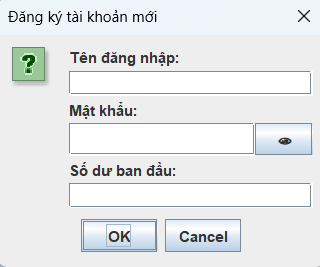 Đăng ký tài khoản mới
Tên đăng nhập:
Mật khẩu:
Số dư ban đầu:
OK
Cancel